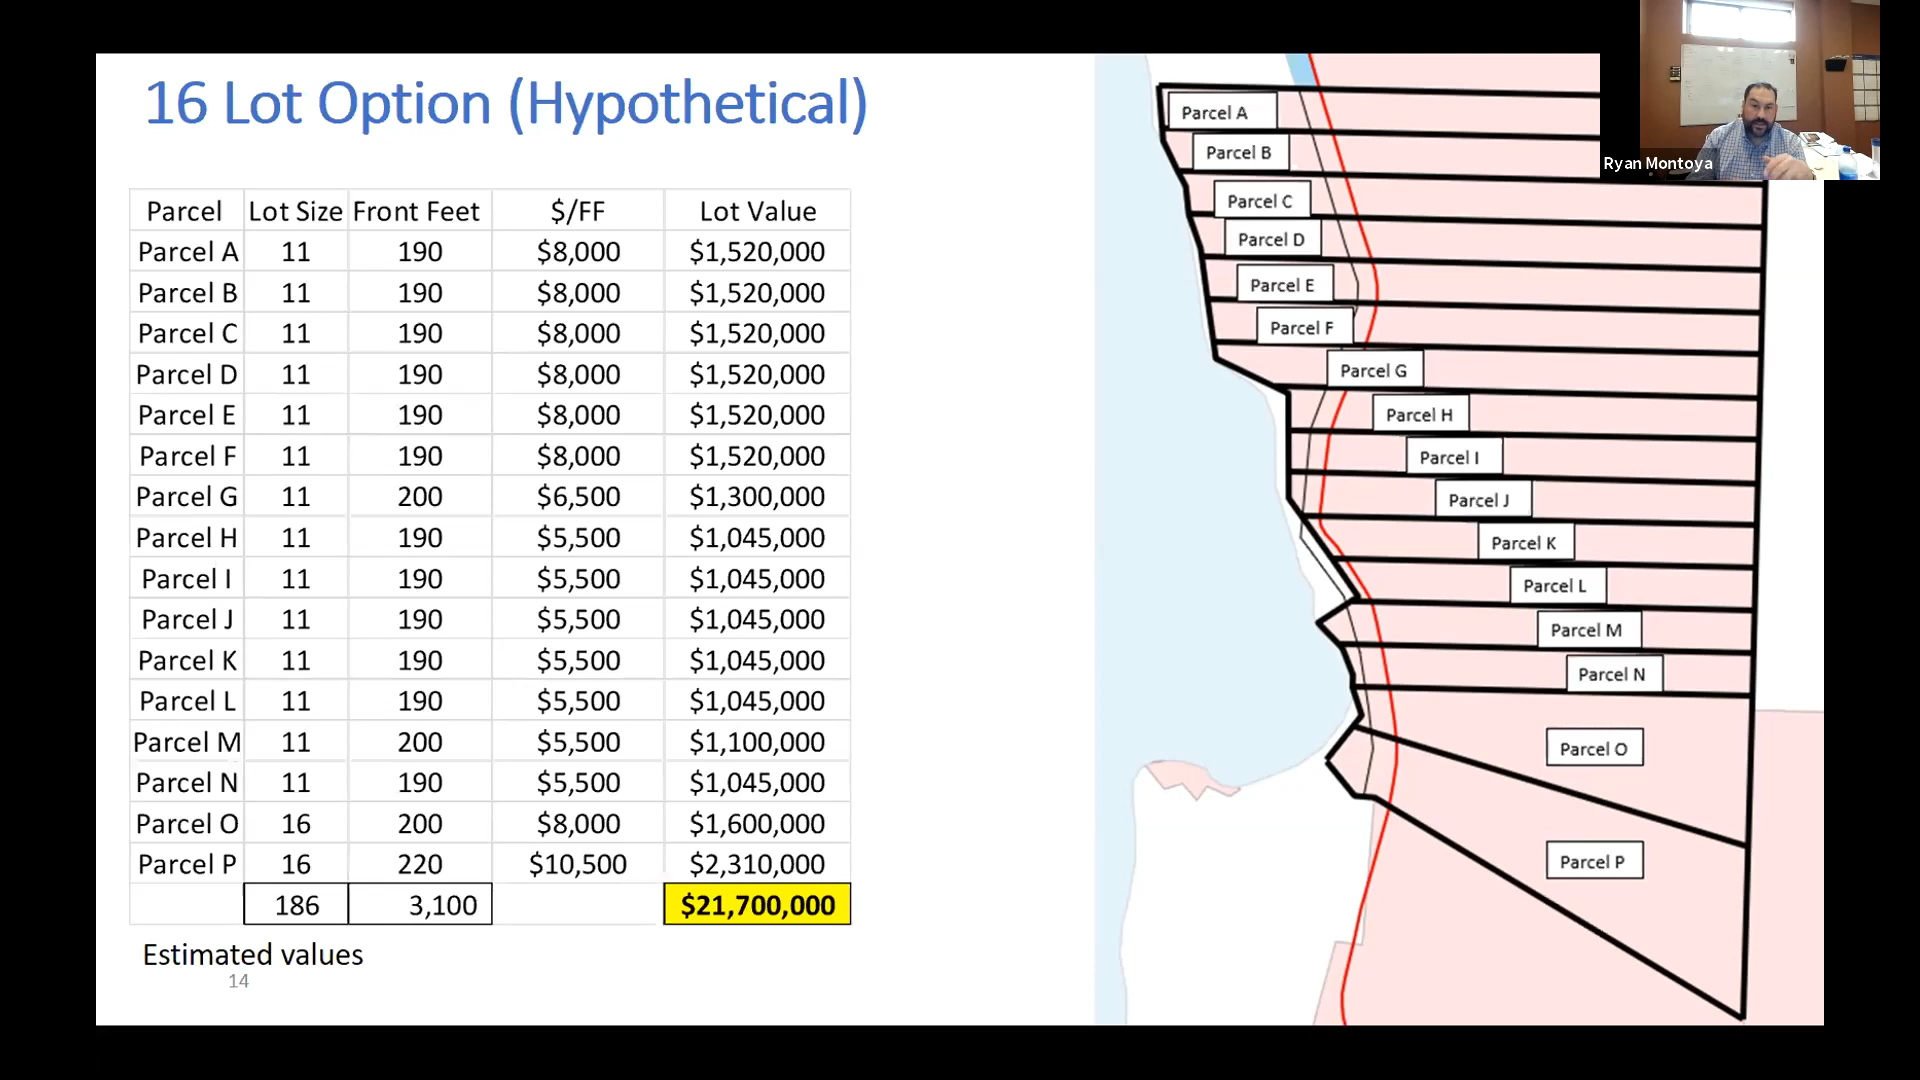 16 Lot Option (Hypothetical)
Parcel Lot Size Front Feet $/FF Lot Value
Parcel A 11 190 $8,000 $1,520,000
Parcel B 11 190 $8,000 $1,520,000
Parcel C 11 190 $8,000 $1,520,000
Parcel D 11 190 $8,000 $1,520,000
Parcel E 11 190 $8,000 $1,520,000
Parcel F 11 190 $8,000 $1,520,000
Parcel G 11 200 $6,500 $1,300,000
Parcel H 11 190 $5,500 $1,045,000
Parcel I 11 190 $5,500 $1,045,000
Parcel J 11 190 $5,500 $1,045,000
Parcel K 11 190 $5,500 $1,045,000
Parcel L 11 190 $5,500 $1,045,000
Parcel M 11 200 $5,500 $1,100,000
Parcel N 11 190 $5,500 $1,045,000
Parcel O 16 200 $8,000 $1,600,000
Parcel P 16 220 $10,500 $2,310,000
186 3,100 $21,700,000
Estimated values
14
Parcel A
Parcel B
Parcel C
Parcel D
Parcel E
Parcel F
Parcel G
Parcel H
Parcel I
Parcel J
Parcel K
Parcel L
Parcel M
Parcel N
Parcel O
Parcel P
Ryan Montoya